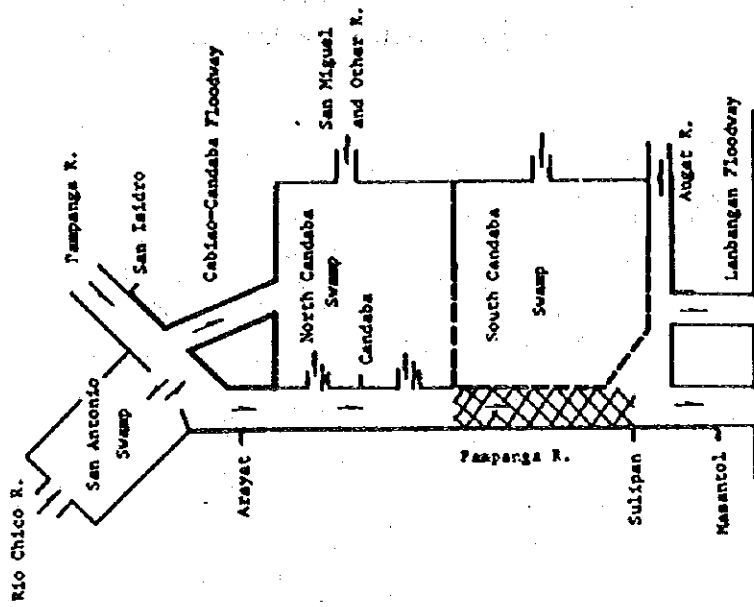 Rio Chico R.
San Antonio
Swamp
Pampanga R.
San Isidro
Cabiao-Candaba Floodway
San Miguel
and Other R.
North Candaba
Swamp
Candaba
Arayat
South Candaba
Swamp
Pampanga R.
Sulipan
Masantol
Angat R.
Lanbangan Floodway